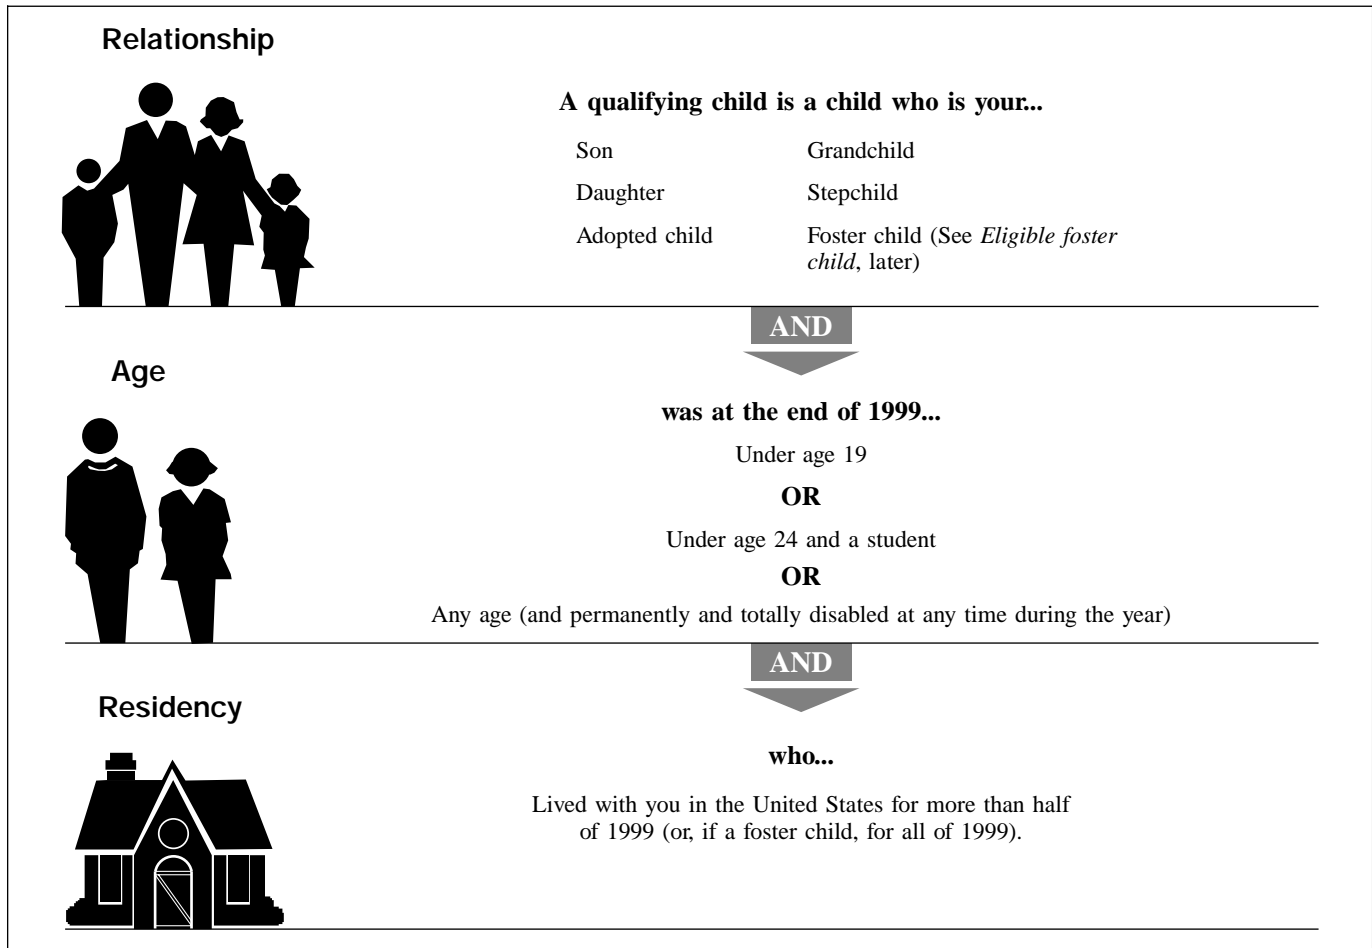 Relationship
A qualifying child is a child who is your...
Son Grandchild
Daughter Stepchild
Adopted child Foster child (See Eligible foster
child, later)
AND
Age
was at the end of 1999...
Under age 19
OR
Under age 24 and a student
OR
Any age (and permanently and totally disabled at any time during the year)
AND
Residency
who...
Lived with you in the United States for more than half
of 1999 (or, if a foster child, for all of 1999).